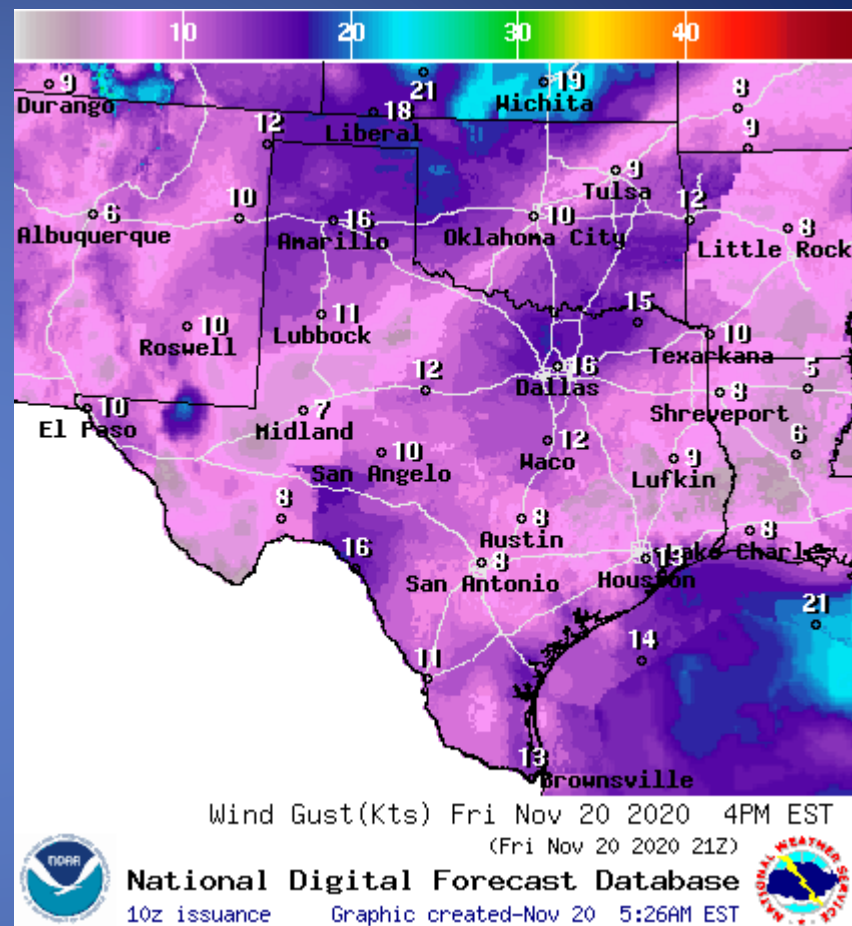 10 20 30 40
9 Durango
21
19 Wichita
18 Liberal
8
12
9
9 Tulsa
6 Albuquerque
10
16 Amarillo
10 Oklahoma City
12
8 Little Rock
10 Roswell
11 Lubbock
15
10 Texarkana
16 Dallas
10 El Paso
7 Midland
12
8 Shreveport
5
10 San Angelo
12 Waco
9 Lufkin
6
8
8 Austin
8
16
8 San Antonio
13 Houston
Lake Charle
21
14
11
13
Brownsville
Wind Gust(Kts) Fri Nov 20 2020 4PM EST
(Fri Nov 20 2020 21Z)
NOAA
National Digital Forecast Database
10z issuance Graphic created-Nov 20 5:26AM EST
NATIONAL WEATHER SERVICE